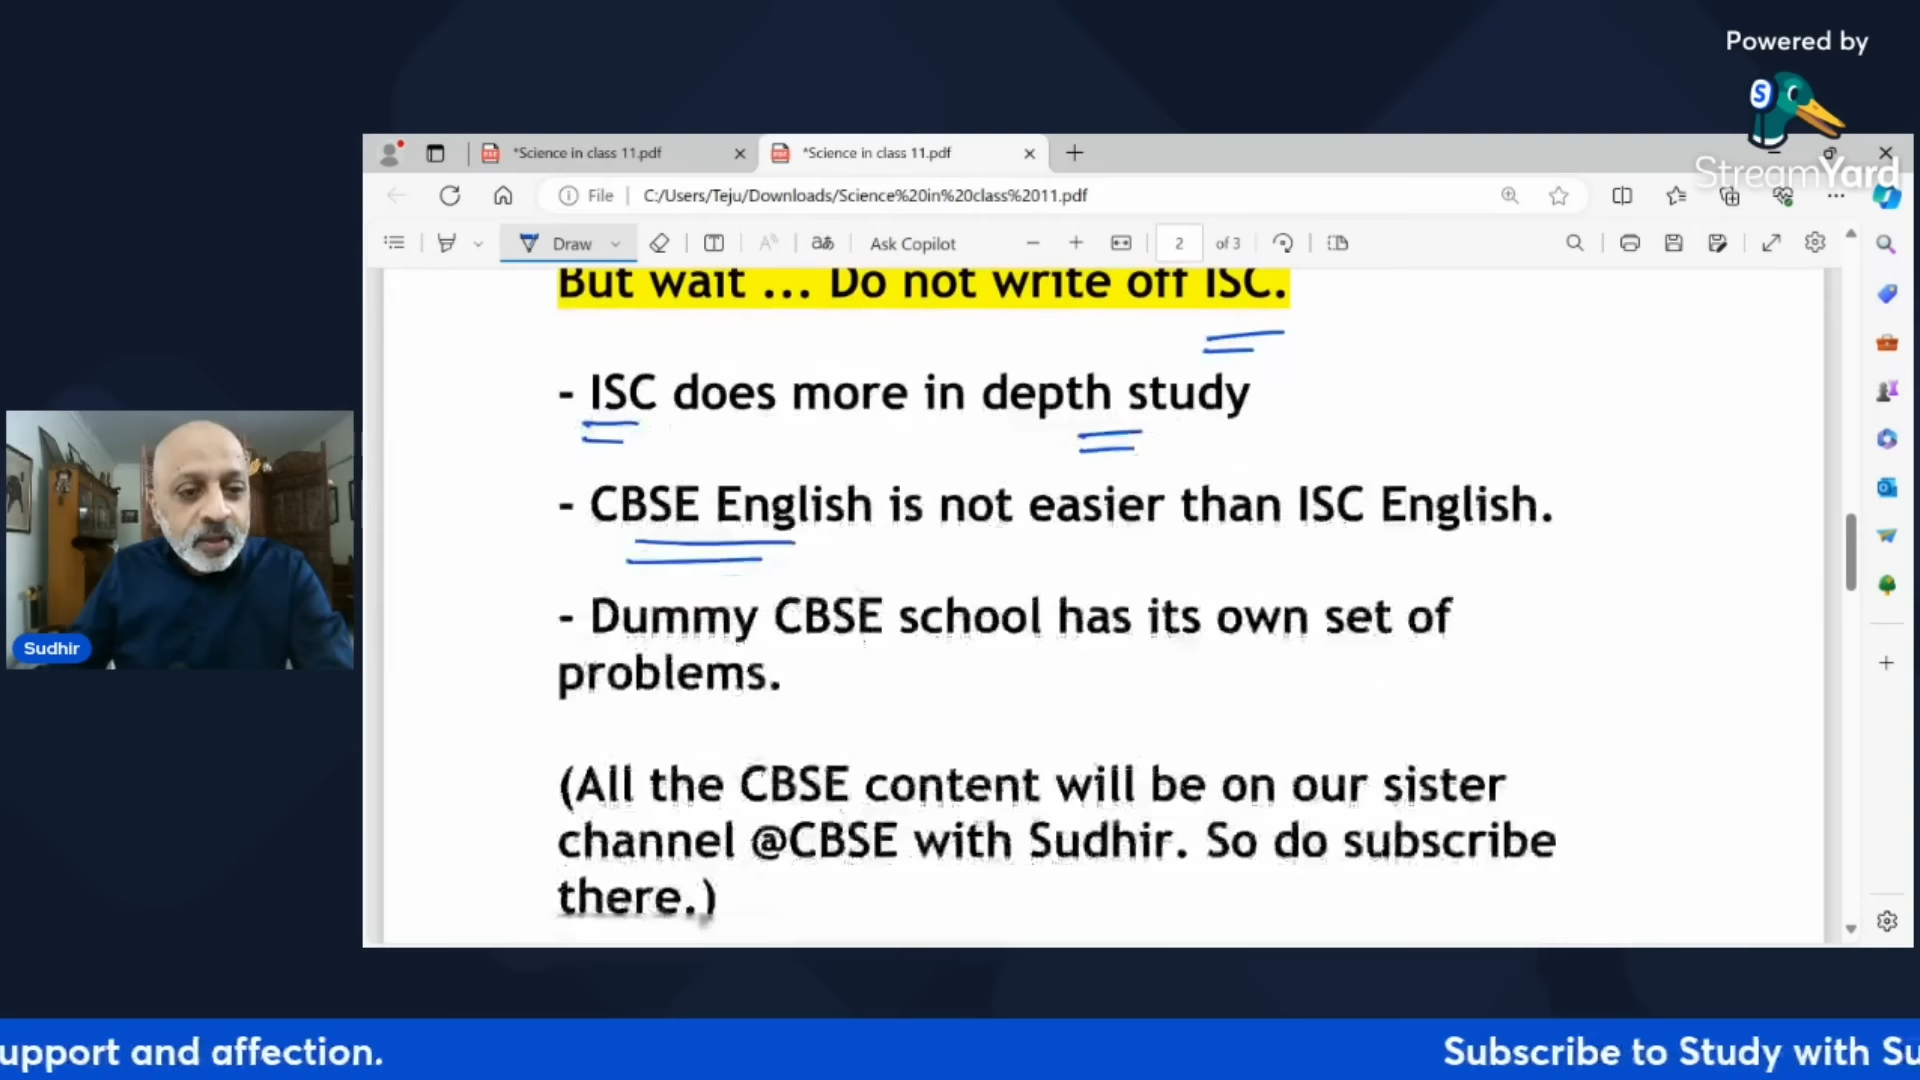 Powered by
StreamYard
*Science in class 11.pdf
*Science in class 11.pdf
File
C:/Users/Teju/Downloads/Science%20in%20class%2011.pdf
Draw
aあ
Ask Copilot
2
of 3
But wait ... Do not write off ISC.
- ISC does more in depth study
- CBSE English is not easier than ISC English.
- Dummy CBSE school has its own set of
problems.
(All the CBSE content will be on our sister
channel @CBSE with Sudhir. So do subscribe
there.)
Sudhir
upport and affection.
Subscribe to Study with Su